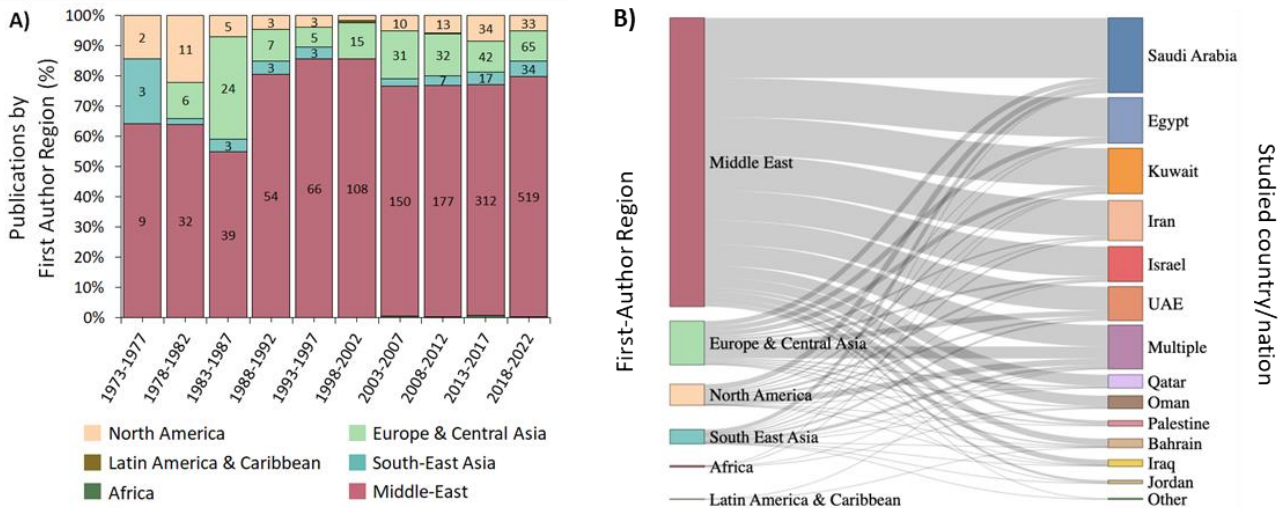 A)
Publications by
First Author Region (%)
100%
90%
80%
70%
60%
50%
40%
30%
20%
10%
0%
2
3
9
11
6
32
5
24
3
39
3
7
3
54
3
5
3
66
15
108
10
31
150
13
32
7
177
34
42
17
312
33
65
34
519
1973-1977
1978-1982
1983-1987
1988-1992
1993-1997
1998-2002
2003-2007
2008-2012
2013-2017
2018-2022
North America
Europe & Central Asia
Latin America & Caribbean
South-East Asia
Africa
Middle-East
B)
First-Author Region
Middle East
Europe & Central Asia
North America
South East Asia
Africa
Latin America & Caribbean
Saudi Arabia
Egypt
Kuwait
Iran
Israel
UAE
Multiple
Qatar
Oman
Palestine
Bahrain
Iraq
Jordan
Other
Studied country/nation